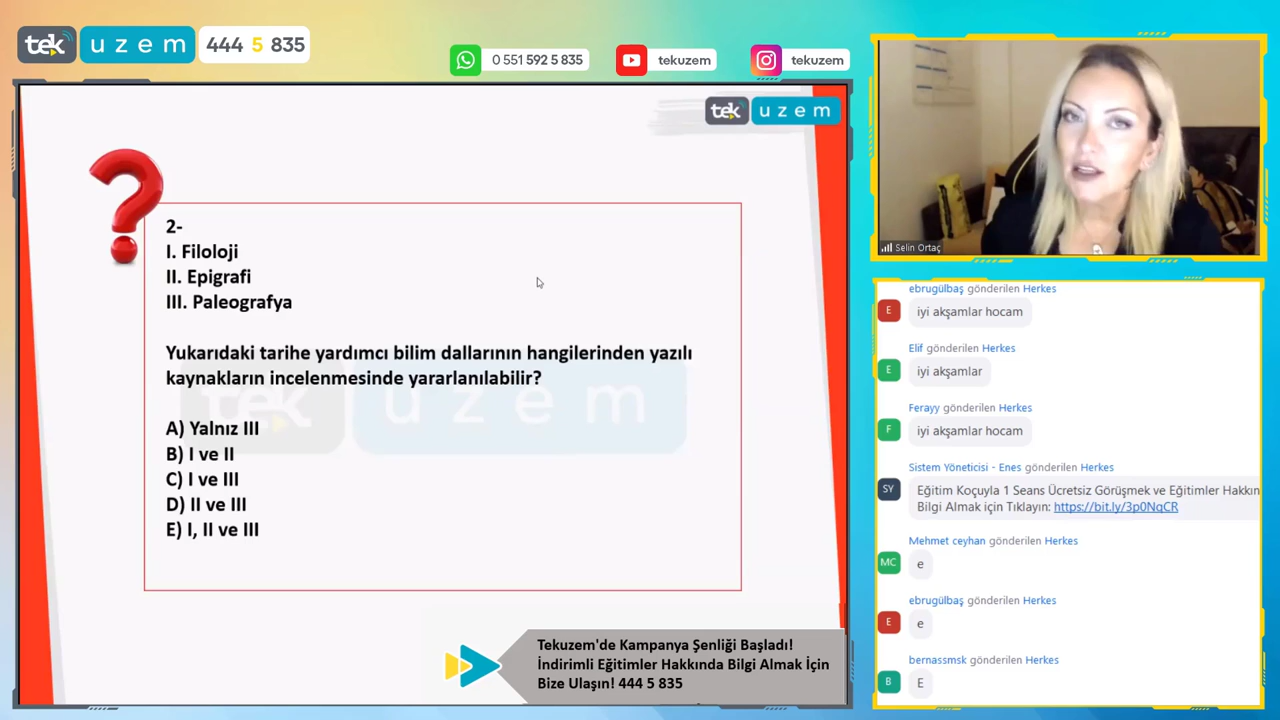 tek uzem 444 5 835
0 551 592 5 835
tekuzem
tekuzem
tek uzem
2-
I. Filoloji
II. Epigrafi
III. Paleografya
Yukarıdaki tarihe yardımcı bilim dallarının hangilerinden yazılı
kaynakların incelenmesinde yararlanılabilir?
tek uzem
A) Yalnız III
B) I ve II
C) I ve III
D) II ve III
E) I, II ve III
Tekuzem'de Kampanya Şenliği Başladı!
İndirimli Eğitimler Hakkında Bilgi Almak İçin
Bize Ulaşın! 444 5 835
Selin Ortaç
ebrugülbaş gönderilen Herkes
E
iyi akşamlar hocam
Elif gönderilen Herkes
E
iyi akşamlar
Ferayy gönderilen Herkes
F
iyi akşamlar hocam
Sistem Yöneticisi - Enes gönderilen Herkes
SY
Eğitim Koçuyla 1 Seans Ücretsiz Görüşmek ve Eğitimler Hakkın
Bilgi Almak için Tıklayın: https://bit.ly/3p0NqCR
Mehmet ceyhan gönderilen Herkes
MC
e
ebrugülbaş gönderilen Herkes
E
e
bernassmsk gönderilen Herkes
B
E